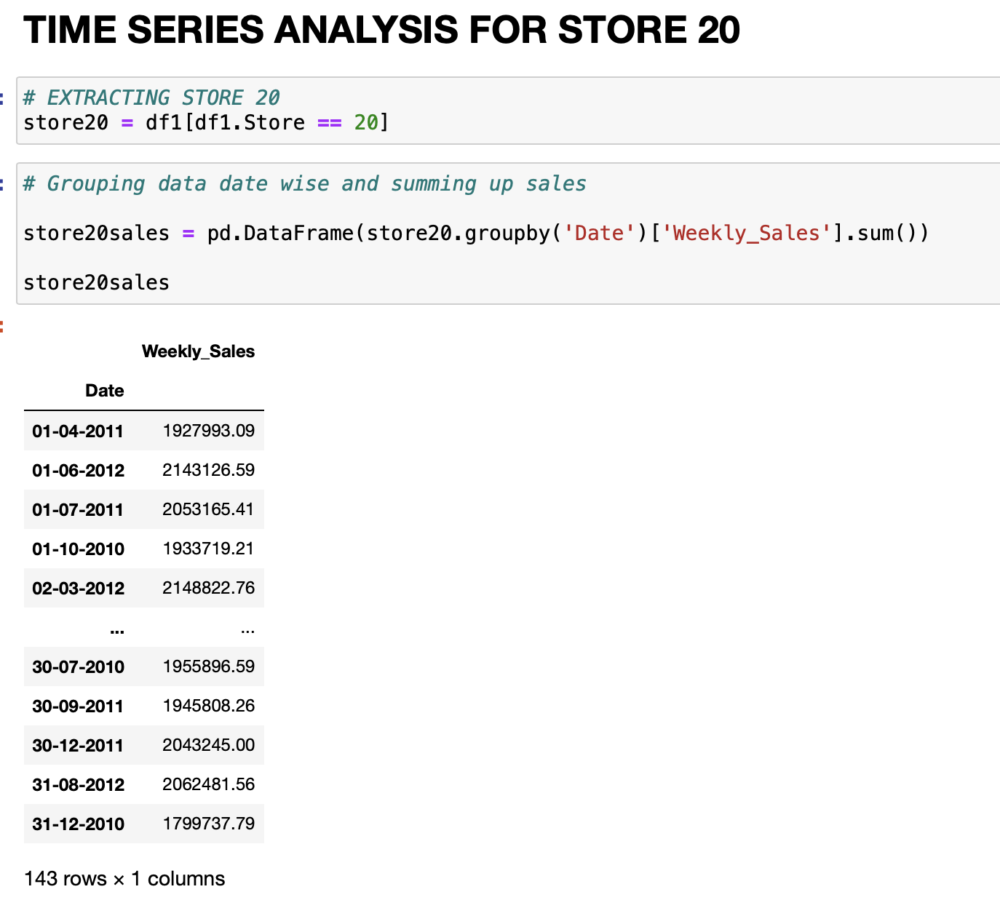 TIME SERIES ANALYSIS FOR STORE 20
# EXTRACTING STORE 20
store20 = df1[df1.Store == 20]
# Grouping data date wise and summing up sales
store20sales = pd.DataFrame(store20.groupby('Date')['Weekly_Sales'].sum())
store20sales
Weekly_Sales
Date
01-04-2011 1927993.09
01-06-2012 2143126.59
01-07-2011 2053165.41
01-10-2010 1933719.21
02-03-2012 2148822.76
... ...
30-07-2010 1955896.59
30-09-2011 1945808.26
30-12-2011 2043245.00
31-08-2012 2062481.56
31-12-2010 1799737.79
143 rows × 1 columns